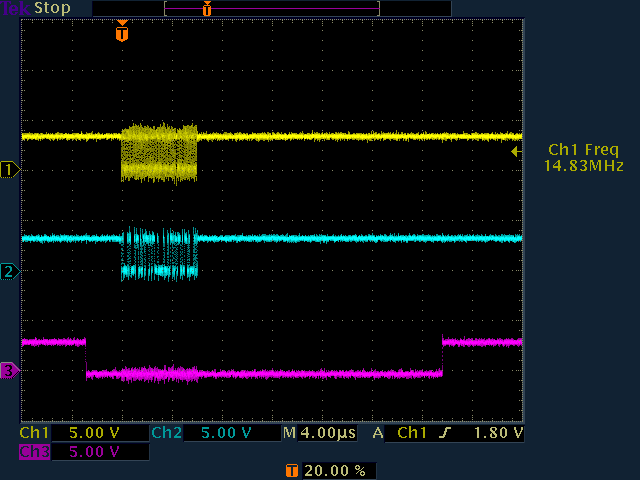 Tek Stop
T
T
1
Ch1 Freq
14.83MHz
2
3
Ch1 5.00 V Ch2 5.00 V M 4.00µs A Ch1 1.80 V
Ch3 5.00 V
T 20.00 %